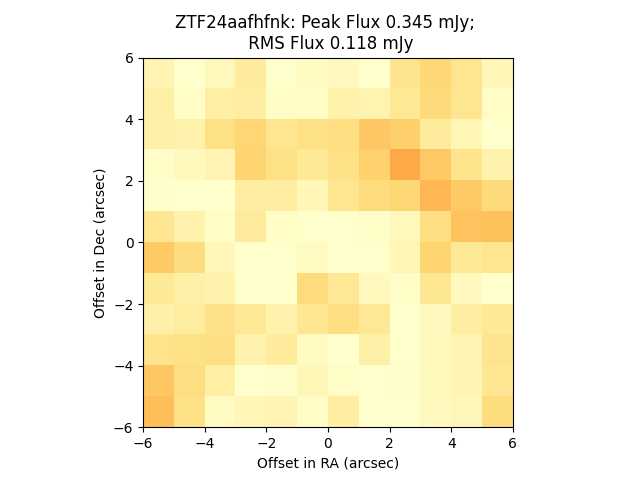 ZTF24aafhfnk: Peak Flux 0.345 mJy;
RMS Flux 0.118 mJy
6
4
2
0
−2
−4
−6
Offset in Dec (arcsec)
−6 −4 −2 0 2 4 6
Offset in RA (arcsec)